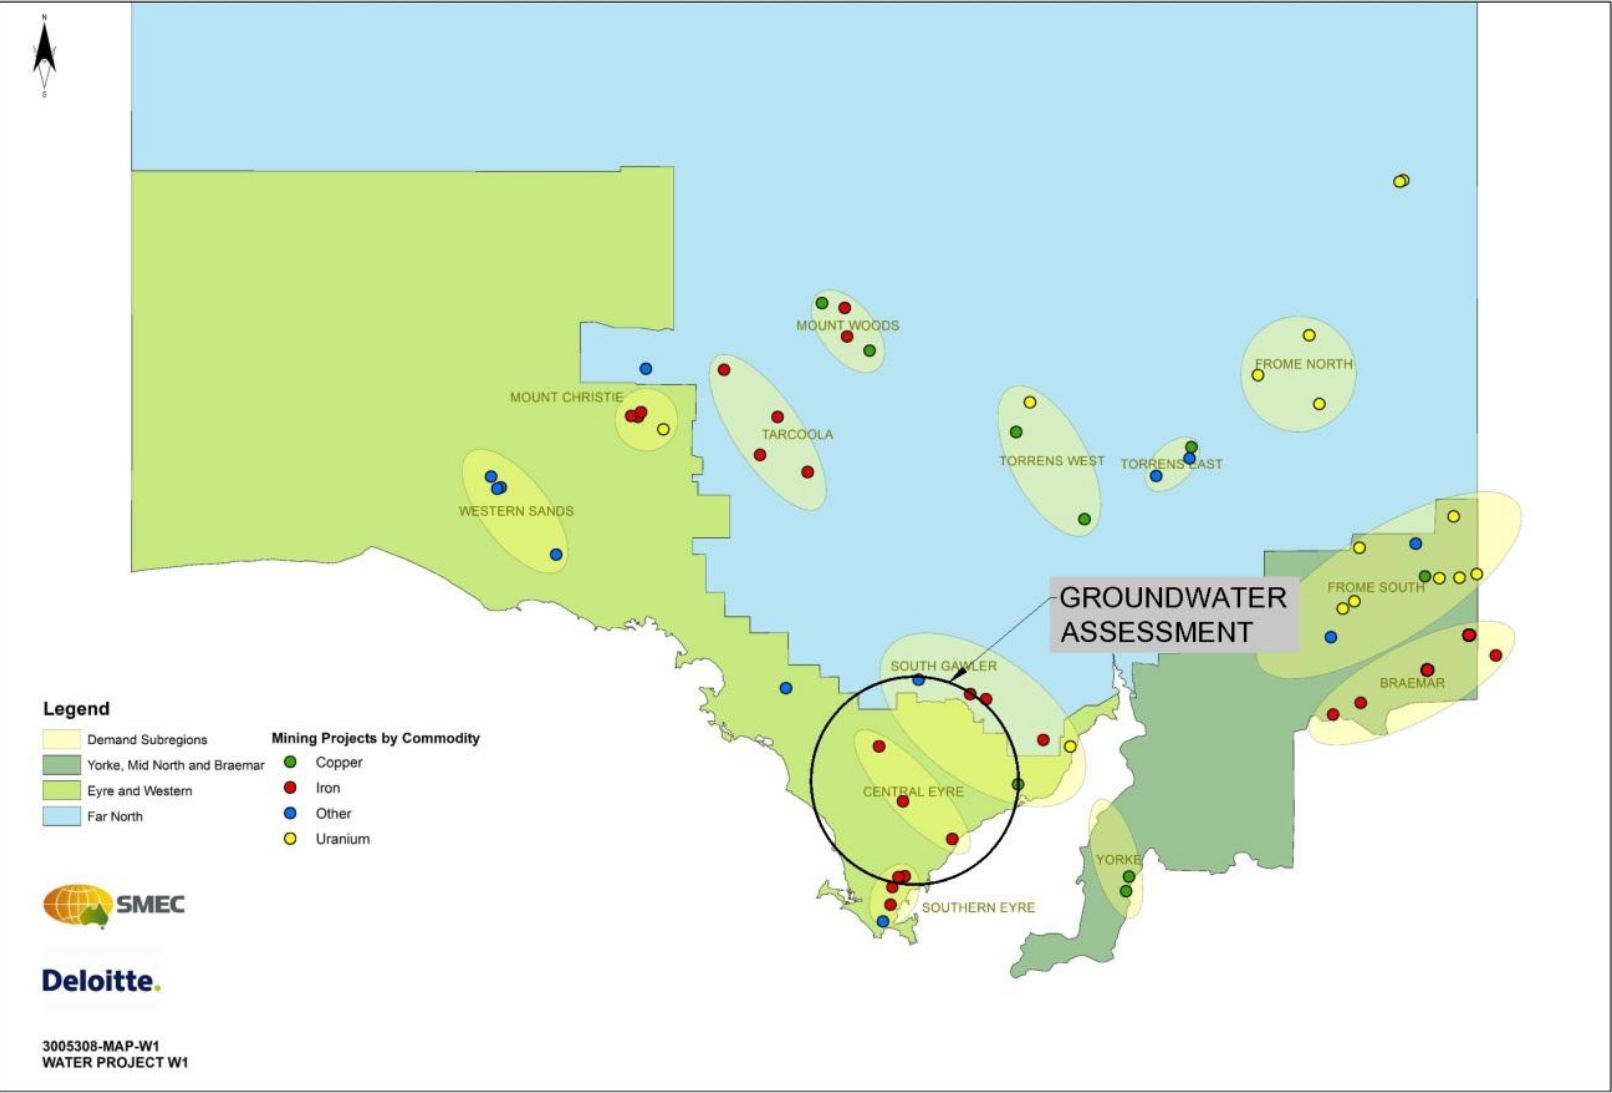 N
S
MOUNT WOODS
FROME NORTH
MOUNT CHRISTIE
TARCOOLA
TORRENS WEST
TORRENS EAST
WESTERN SANDS
FROME SOUTH
GROUNDWATER
ASSESSMENT
SOUTH GAWLER
BRAEMAR
CENTRAL EYRE
YORKE
SOUTHERN EYRE
Legend
Demand Subregions
Yorke, Mid North and Braemar
Eyre and Western
Far North
Mining Projects by Commodity
Copper
Iron
Other
Uranium
SMEC
Deloitte.
3005308-MAP-W1
WATER PROJECT W1